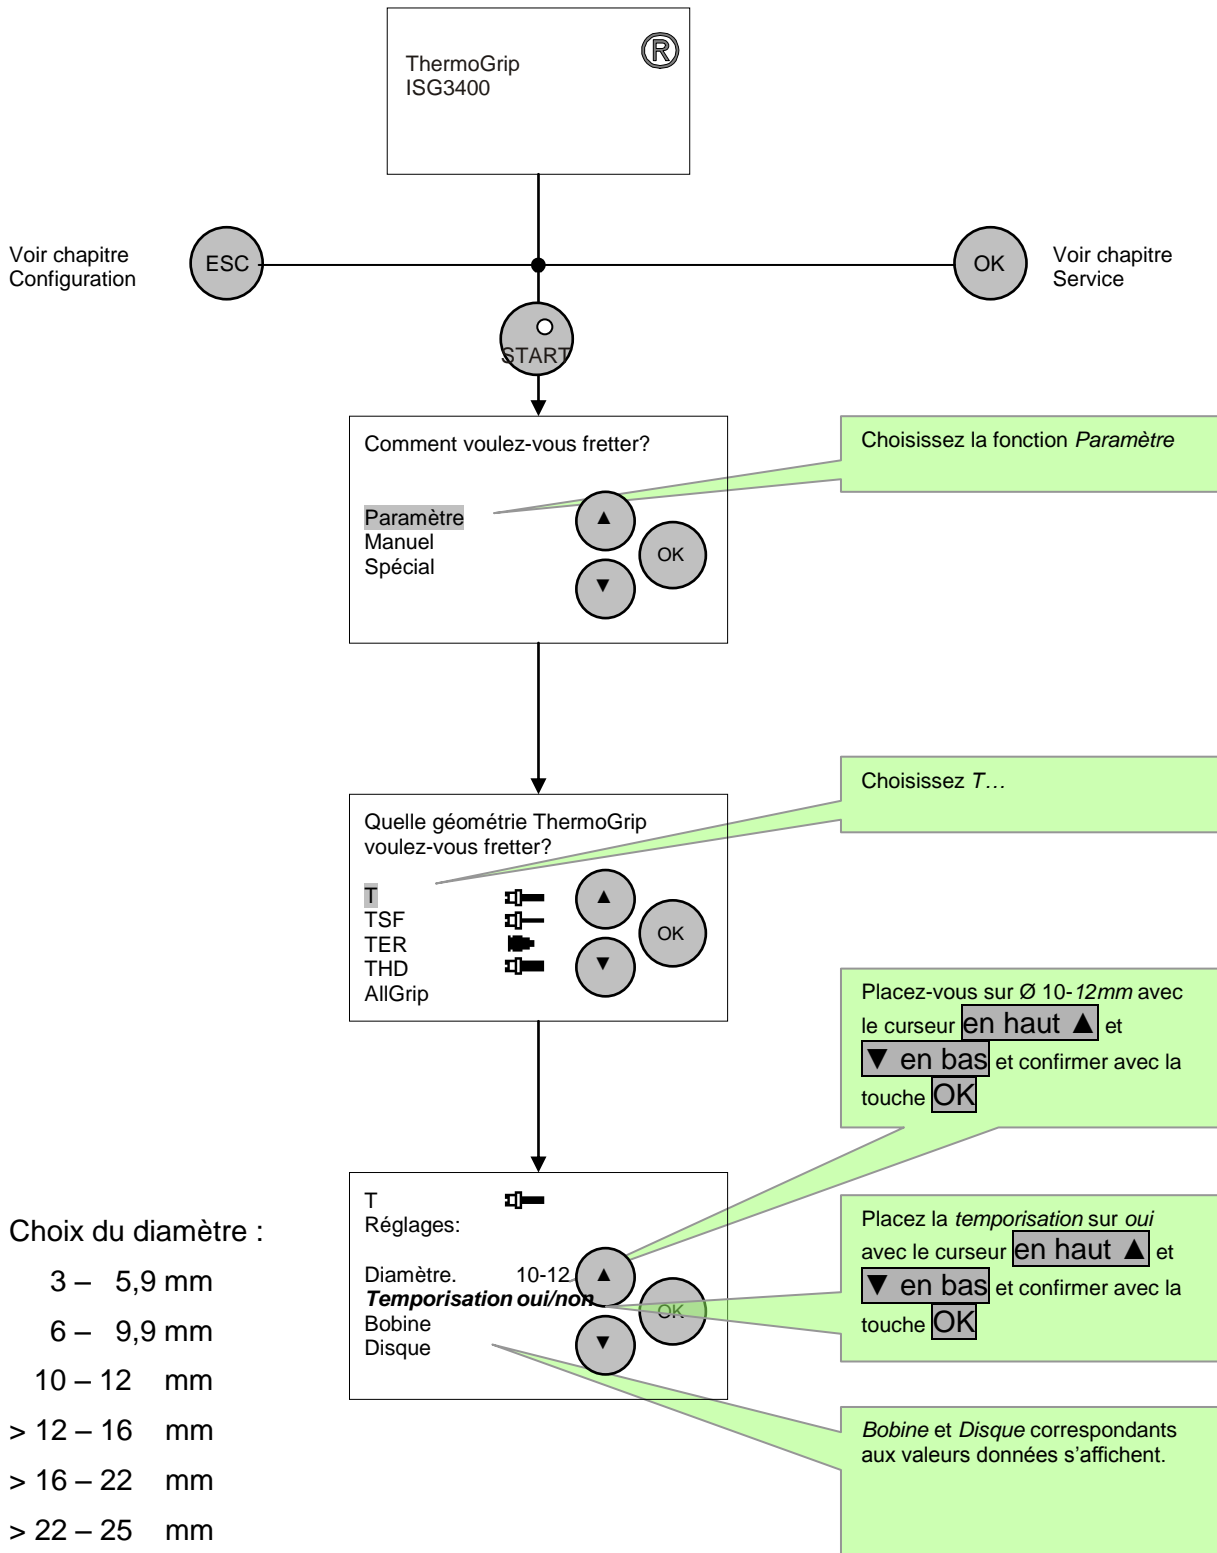 ThermoGrip
ISG3400
®
Voir chapitre
Configuration
ESC
OK
Voir chapitre
Service
START
Comment voulez-vous fretter?
Paramètre
Manuel
Spécial
▲
▼
OK
Choisissez la fonction Paramètre
Choisissez T…
Quelle géométrie ThermoGrip
voulez-vous fretter?
T
TSF
TER
THD
AllGrip
▲
▼
OK
Placez-vous sur Ø 10-12mm avec
le curseur en haut ▲ et
▼ en bas et confirmer avec la
touche OK
T
Réglages:
Diamètre. 10-12
Temporisation oui/non
Bobine
Disque
▲
▼
OK
Placez la temporisation sur oui
avec le curseur en haut ▲ et
▼ en bas et confirmer avec la
touche OK
Bobine et Disque correspondants
aux valeurs données s’affichent.
Choix du diamètre :
3 – 5,9 mm
6 – 9,9 mm
10 – 12 mm
> 12 – 16 mm
> 16 – 22 mm
> 22 – 25 mm